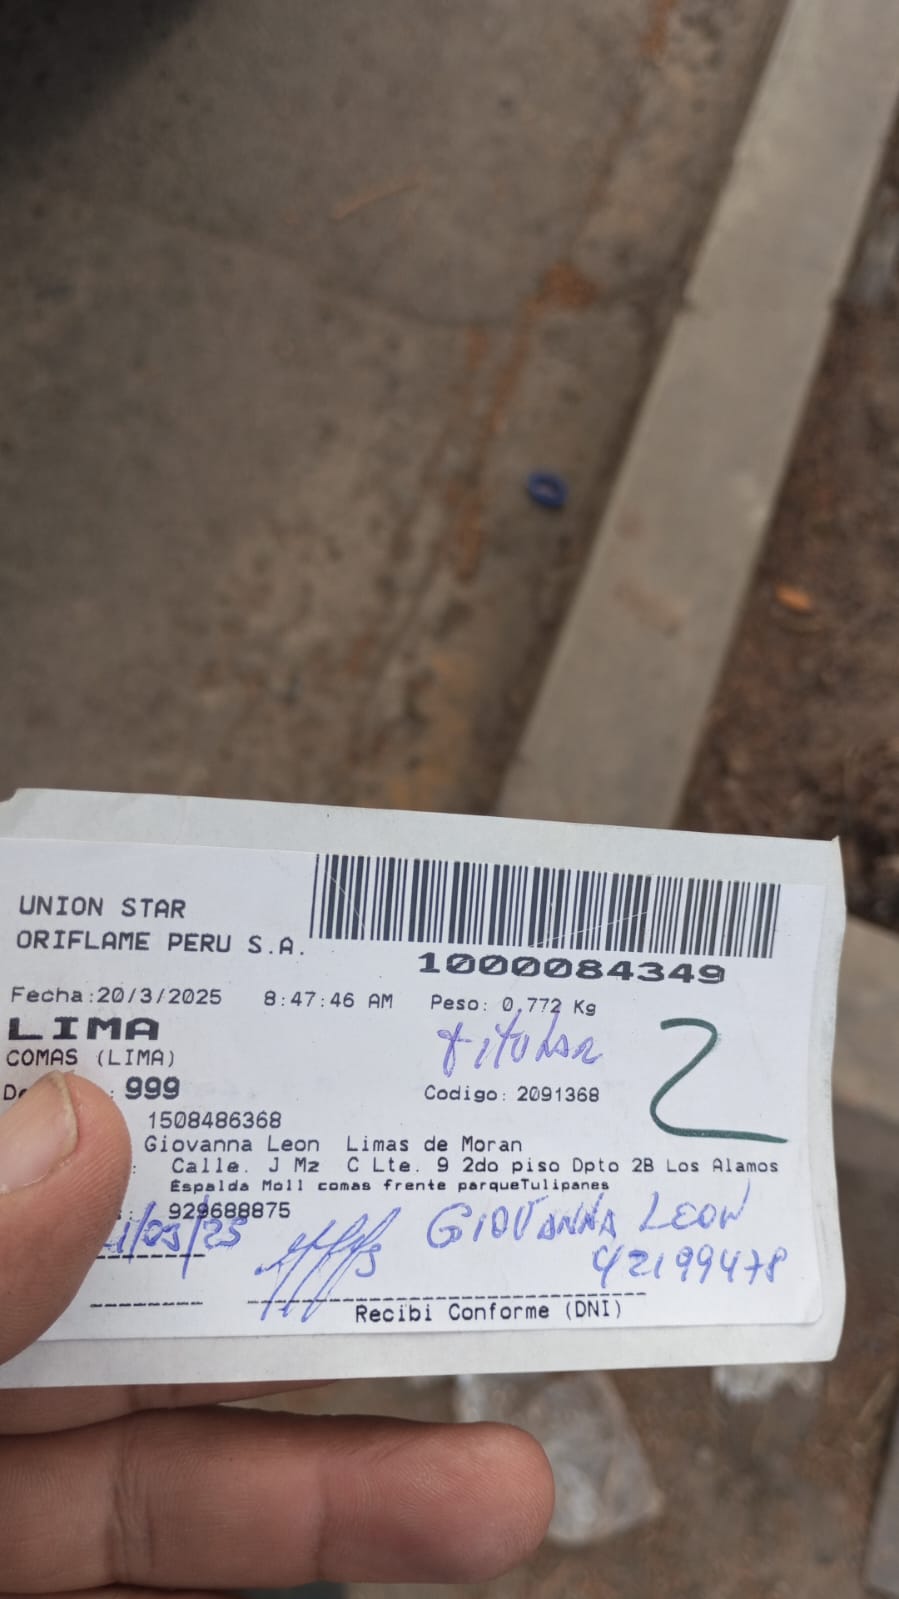 UNION STAR
ORIFLAME PERU S.A.
1000084349
Fecha:20/3/2025 8:47:46 AM Peso: 0,772 Kg
LIMA
titular
2
COMAS (LIMA)
: 999 Codigo: 2091368
1508486368
Giovanna Leon Limas de Moran
Calle. J Mz C Lte. 9 2do piso Dpto 2B Los Alamos
Espalda Moll comas frente parqueTulipanes
929688875
GIOVANNA LEON
42199478
Recibi Conforme (DNI)